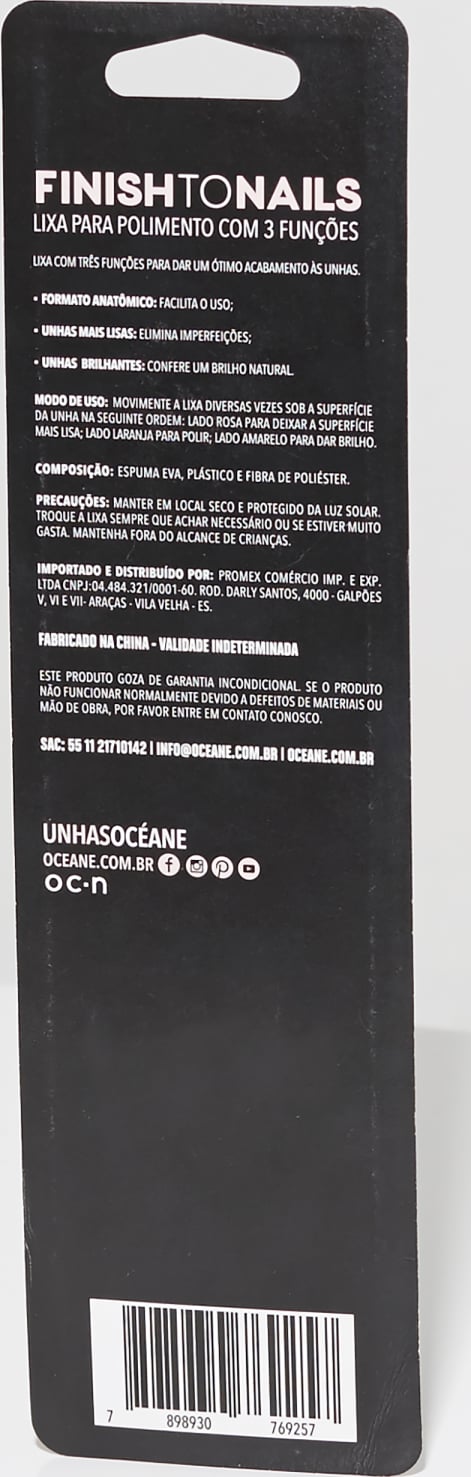 FINISHTONAILS
LIXA PARA POLIMENTO COM 3 FUNÇÕES
LIXA COM TRÊS FUNÇÕES PARA DAR UM ÓTIMO ACABAMENTO ÀS UNHAS.
• FORMATO ANATÔMICO: FACILITA O USO;
• UNHAS MAIS LISAS: ELIMINA IMPERFEIÇÕES;
• UNHAS BRILHANTES: CONFERE UM BRILHO NATURAL.
MODO DE USO: MOVIMENTE A LIXA DIVERSAS VEZES SOB A SUPERFÍCIE
DA UNHA NA SEGUINTE ORDEM: LADO ROSA PARA DEIXAR A SUPERFÍCIE
MAIS LISA; LADO LARANJA PARA POLIR; LADO AMARELO PARA DAR BRILHO.
COMPOSIÇÃO: ESPUMA EVA, PLÁSTICO E FIBRA DE POLIÉSTER.
PRECAUÇÕES: MANTER EM LOCAL SECO E PROTEGIDO DA LUZ SOLAR.
TROQUE A LIXA SEMPRE QUE ACHAR NECESSÁRIO OU SE ESTIVER MUITO
GASTA. MANTENHA FORA DO ALCANCE DE CRIANÇAS.
IMPORTADO E DISTRIBUÍDO POR: PROMEX COMÉRCIO IMP. E EXP.
LTDA CNPJ:04.484.321/0001-60. ROD. DARLY SANTOS, 4000 - GALPÕES
V, VI E VII- ARAÇAS - VILA VELHA - ES.
FABRICADO NA CHINA - VALIDADE INDETERMINADA
ESTE PRODUTO GOZA DE GARANTIA INCONDICIONAL. SE O PRODUTO
NÃO FUNCIONAR NORMALMENTE DEVIDO A DEFEITOS DE MATERIAIS OU
MÃO DE OBRA, POR FAVOR ENTRE EM CONTATO CONOSCO.
SAC: 55 11 21710142 | INFO@OCEANE.COM.BR | OCEANE.COM.BR
UNHASOCÉANE
OCEANE.COM.BR
oc·n
7 898930 769257